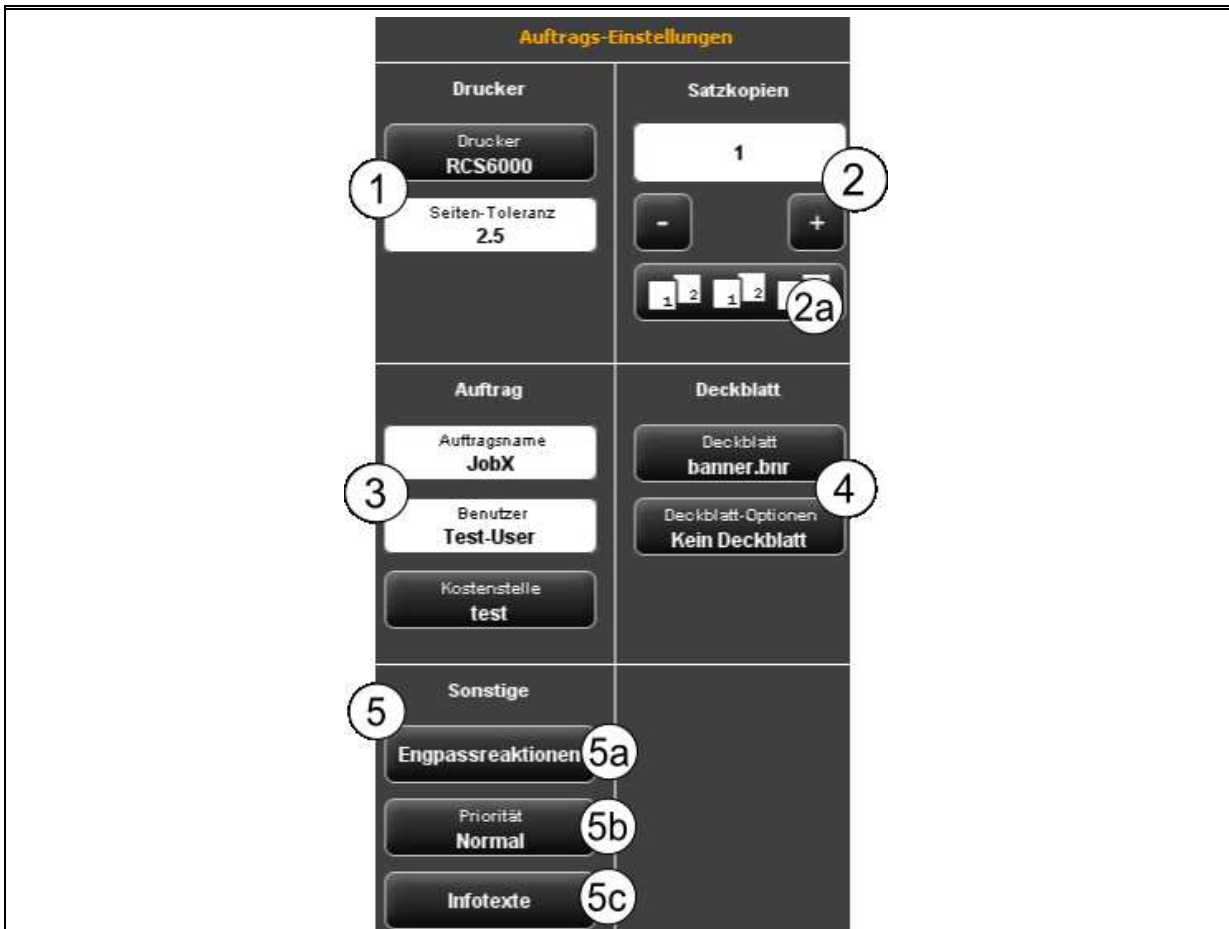 Auftrags-Einstellungen
Drucker
Drucker
RCS6000
1
Seiten-Toleranz
2.5
Satzkopien
1
2
-
+
1 2 1 2
2a
Auftrag
Auftragsname
JobX
3
Benutzer
Test-User
Kostenstelle
test
Deckblatt
Deckblatt
banner.bnr
4
Deckblatt-Optionen
Kein Deckblatt
Sonstige
5
Engpassreaktionen
5a
Priorität
Normal
5b
Infotexte
5c